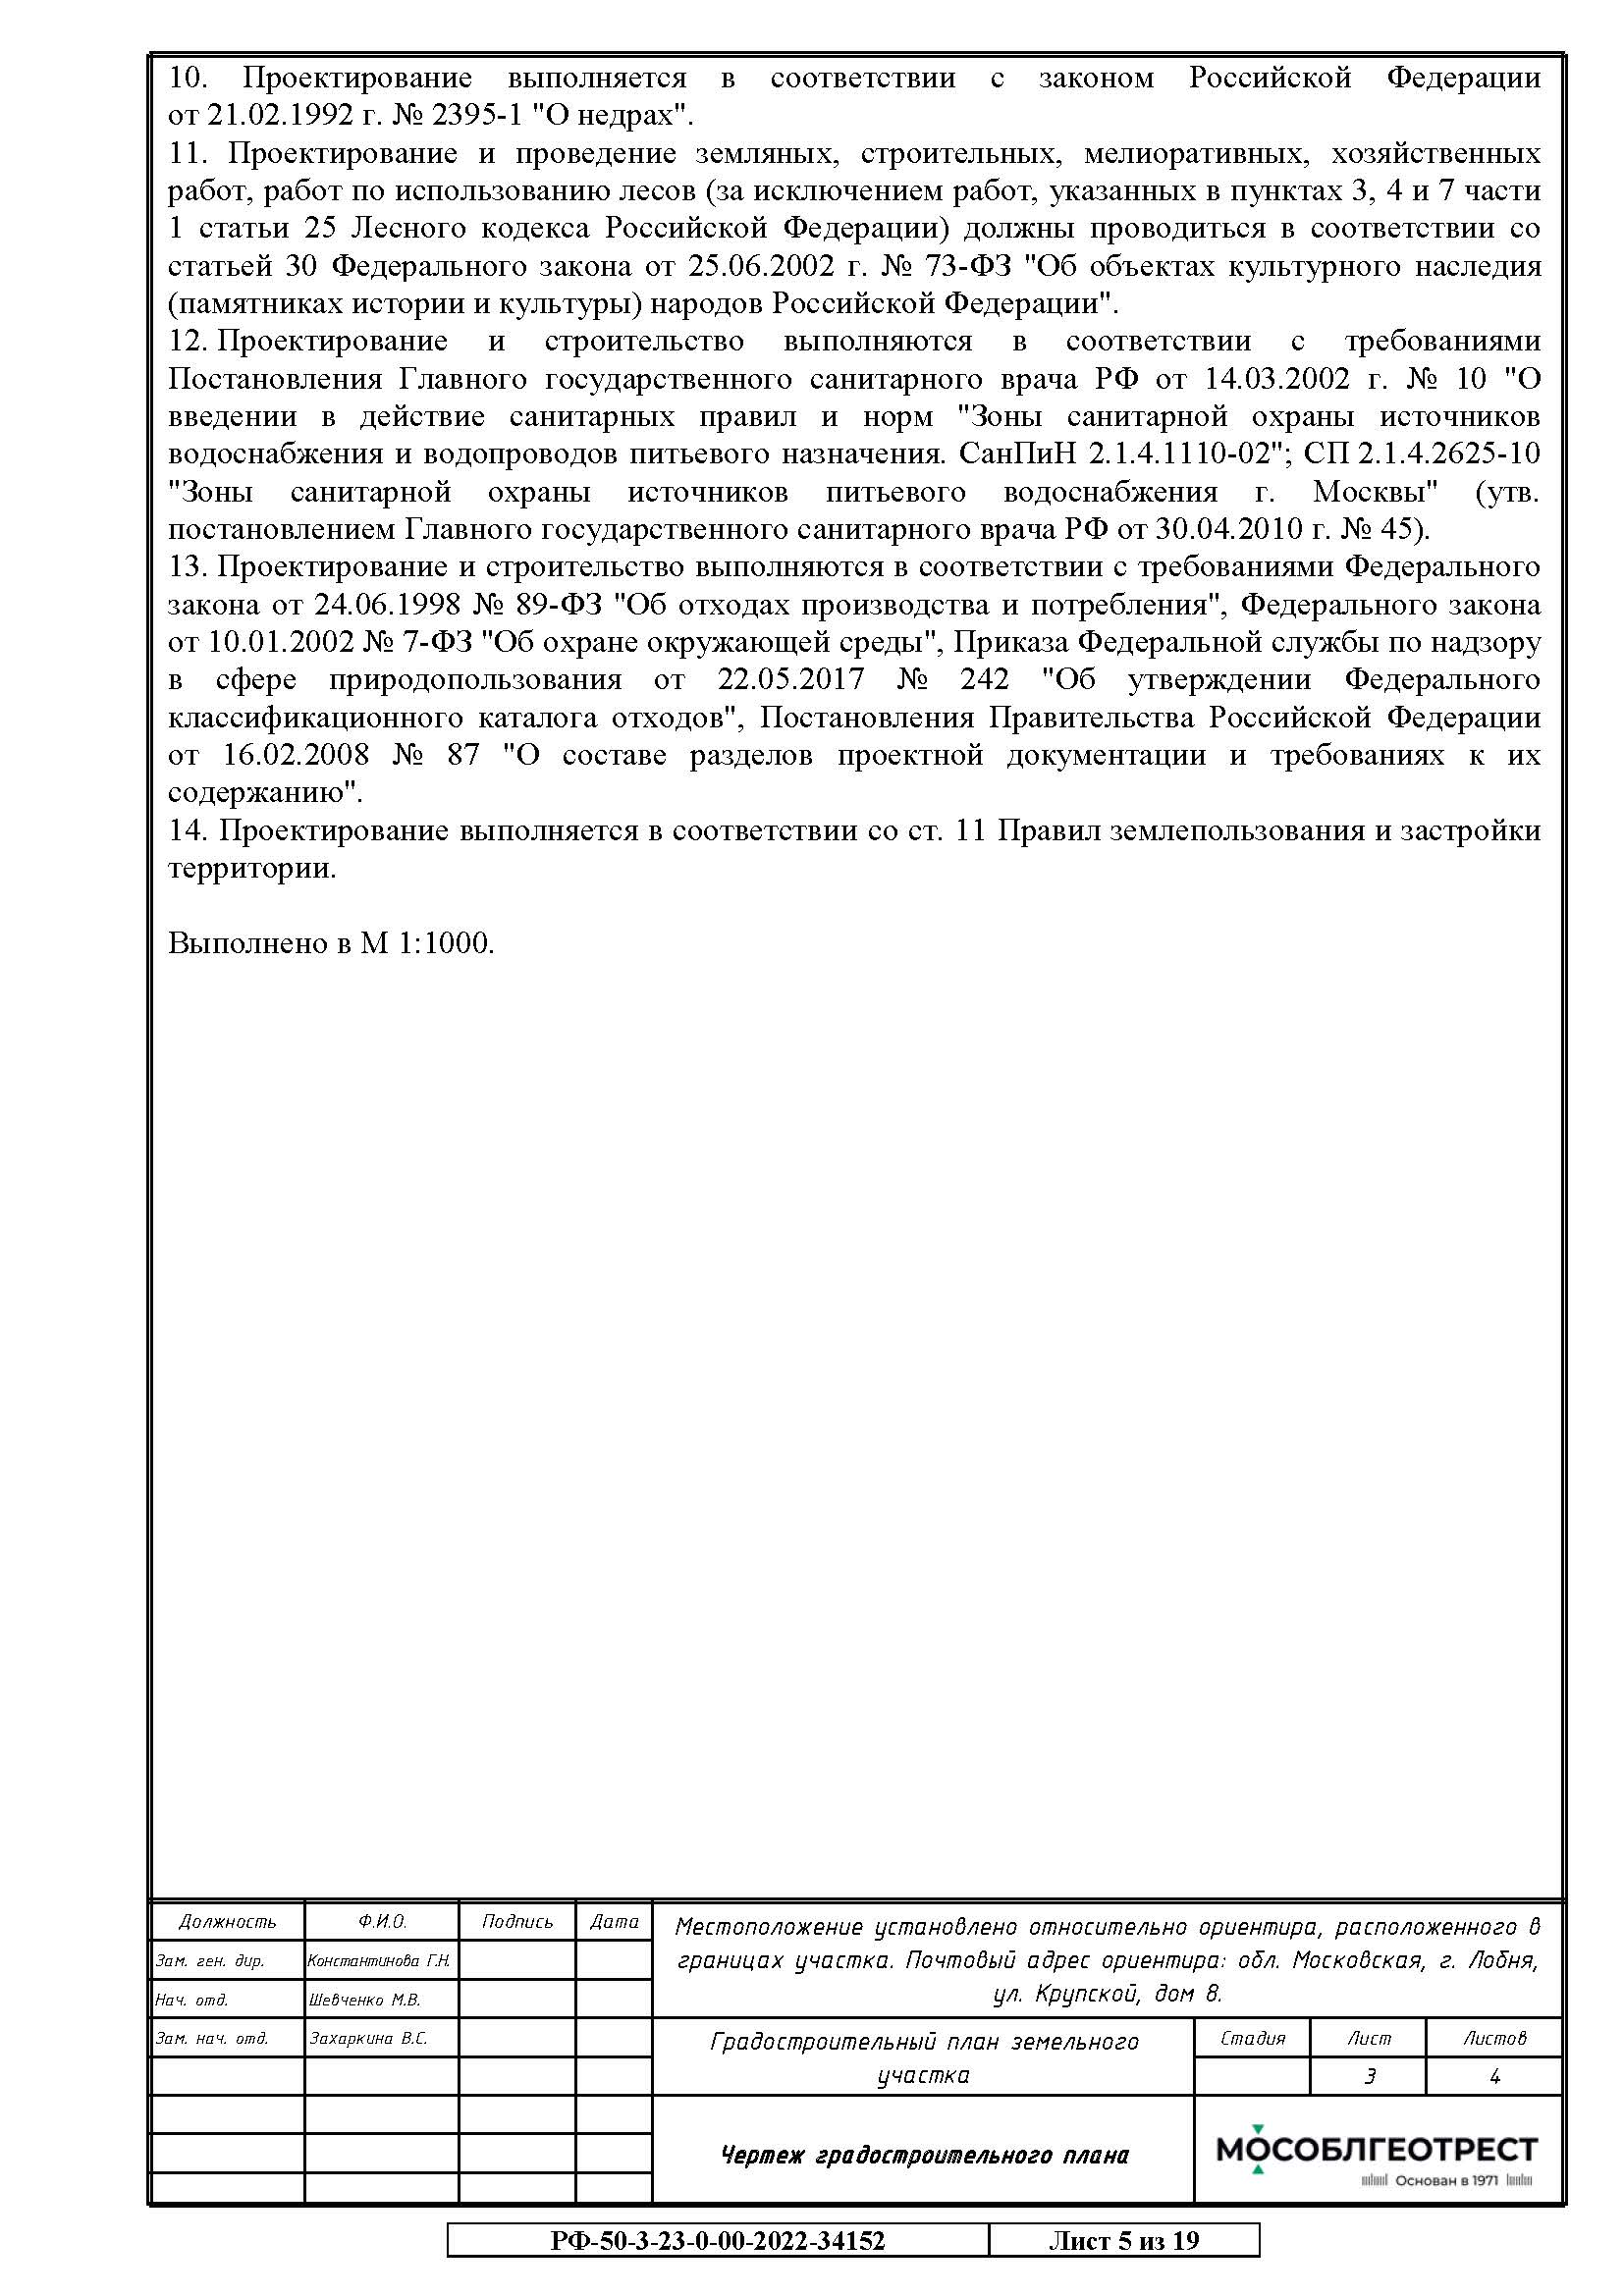 10. Проектирование выполняется в соответствии с законом Российской Федерации
от 21.02.1992 г. № 2395-1 "О недрах".
11. Проектирование и проведение земляных, строительных, мелиоративных, хозяйственных
работ, работ по использованию лесов (за исключением работ, указанных в пунктах 3, 4 и 7 части
1 статьи 25 Лесного кодекса Российской Федерации) должны проводиться в соответствии со
статьей 30 Федерального закона от 25.06.2002 г. № 73-ФЗ "Об объектах культурного наследия
(памятниках истории и культуры) народов Российской Федерации".
12. Проектирование и строительство выполняются в соответствии с требованиями
Постановления Главного государственного санитарного врача РФ от 14.03.2002 г. № 10 "О
введении в действие санитарных правил и норм "Зоны санитарной охраны источников
водоснабжения и водопроводов питьевого назначения. СанПиН 2.1.4.1110-02"; СП 2.1.4.2625-10
"Зоны санитарной охраны источников питьевого водоснабжения г. Москвы" (утв.
постановлением Главного государственного санитарного врача РФ от 30.04.2010 г. № 45).
13. Проектирование и строительство выполняются в соответствии с требованиями Федерального
закона от 24.06.1998 № 89-ФЗ "Об отходах производства и потребления", Федерального закона
от 10.01.2002 № 7-ФЗ "Об охране окружающей среды", Приказа Федеральной службы по надзору
в сфере природопользования от 22.05.2017 № 242 "Об утверждении Федерального
классификационного каталога отходов", Постановления Правительства Российской Федерации
от 16.02.2008 № 87 "О составе разделов проектной документации и требованиях к их
содержанию".
14. Проектирование выполняется в соответствии со ст. 11 Правил землепользования и застройки
территории.
Выполнено в М 1:1000.
Должность Ф.И.О. Подпись Дата
Зам. ген. дир. Константинова Г.Н.
Нач. отд. Шевченко М.В.
Зам. нач. отд. Захаркина В.С.
Местоположение установлено относительно ориентира, расположенного в
границах участка. Почтовый адрес ориентира: обл. Московская, г. Лобня,
ул. Крупской, дом 8.
Градостроительный план земельного
участка
Стадия Лист Листов
3 4
Чертеж градостроительного плана
МОСОБЛГЕОТРЕСТ
Основан в 1971
РФ-50-3-23-0-00-2022-34152 Лист 5 из 19